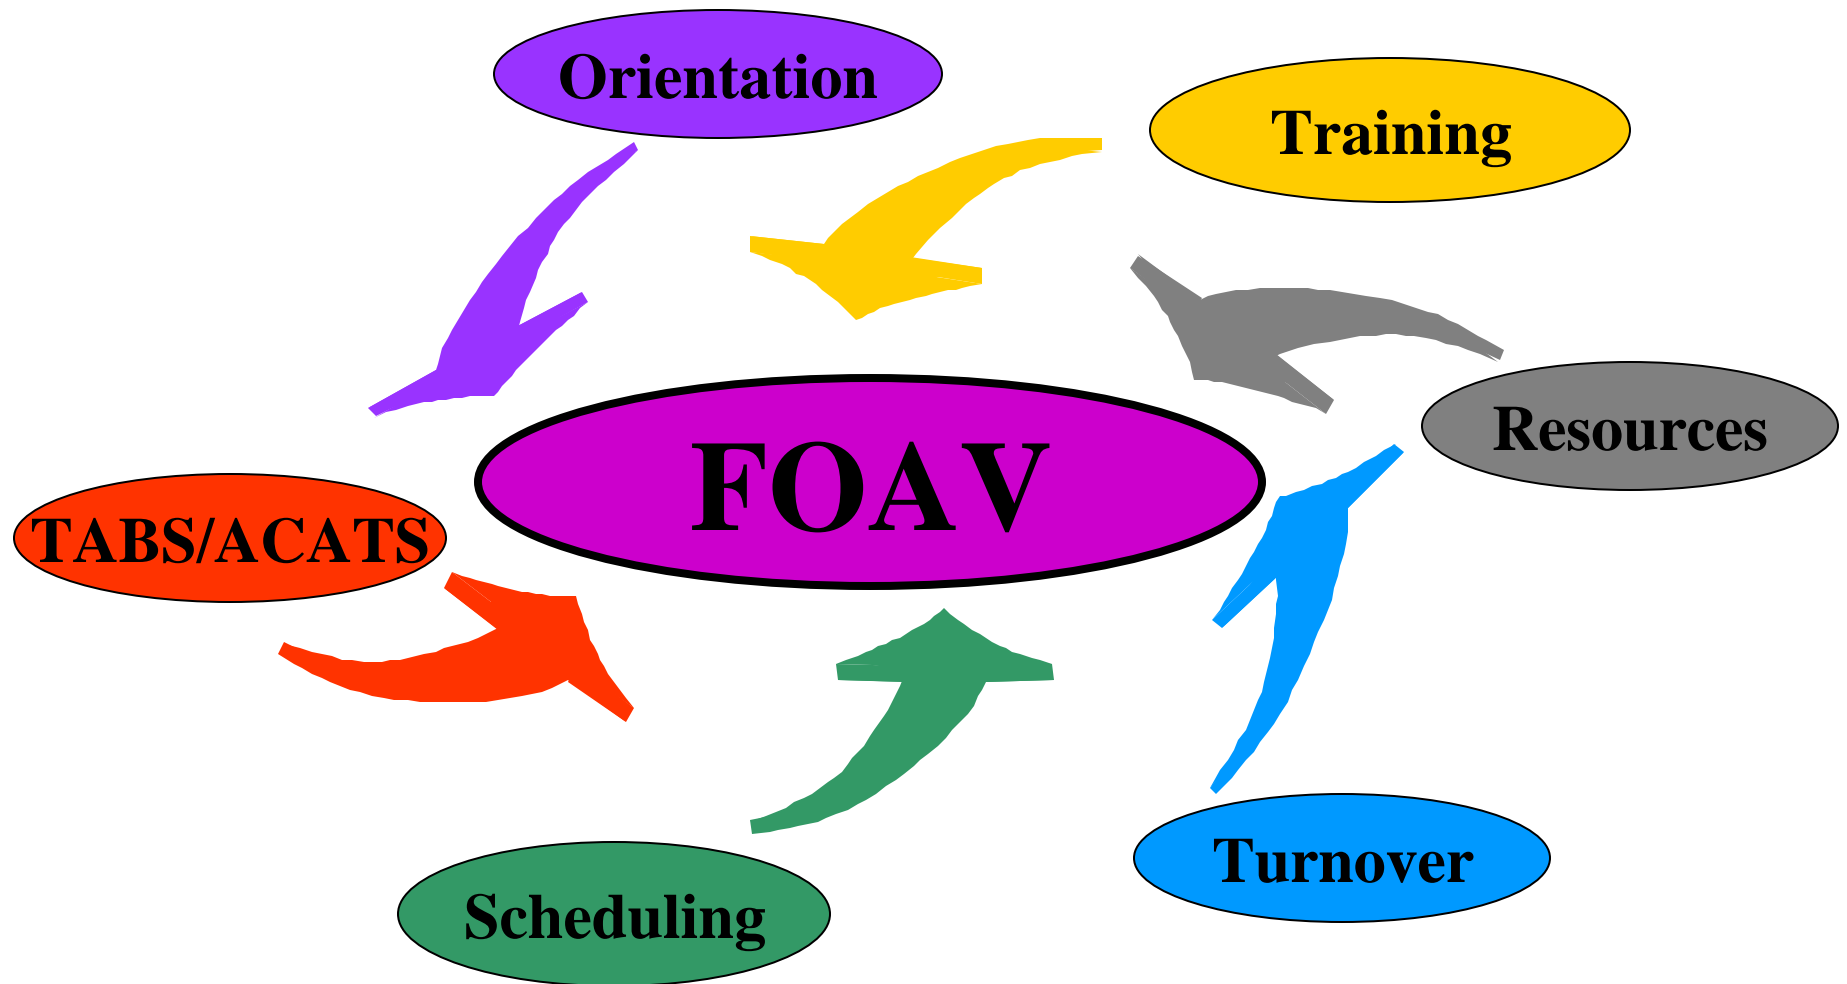 Orientation
Training
Resources
FOAV
TABS/ACATS
Turnover
Scheduling